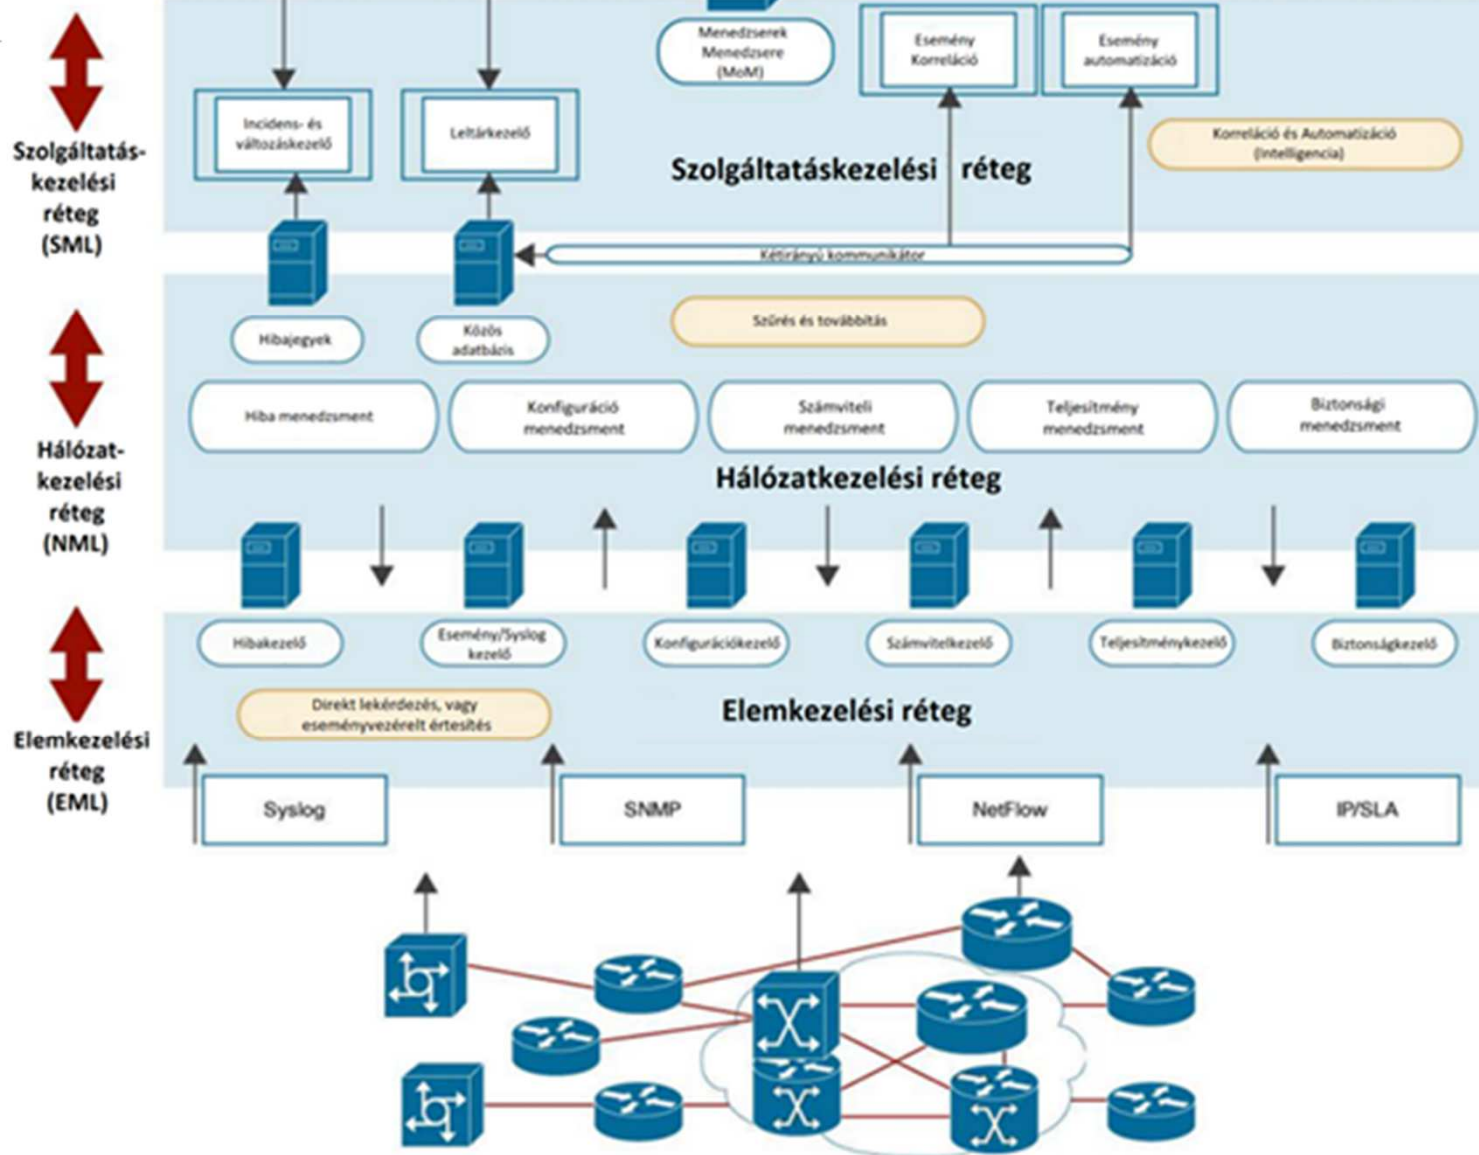 Menedzserek
Menedzsere
(MoM)
Esemény
Korreláció
Esemény
automatizáció
Incidens- és
változáskezelő
Leltárkezelő
Korreláció és Automatizáció
(Intelligencia)
Szolgáltatás-
kezelési
réteg
(SML)
Szolgáltatáskezelési réteg
Kétirányú kommunikátor
Szűrés és továbbítás
Hibajegyek
Közös
adatbázis
Hiba menedzsment
Konfiguráció
menedzsment
Számviteli
menedzsment
Teljesítmény
menedzsment
Biztonsági
menedzsment
Hálózat-
kezelési
réteg
(NML)
Hálózatkezelési réteg
Hibakezelő
Esemény/Syslog
kezelő
Konfigurációkezelő
Számvitelkezelő
Teljesítménykezelő
Biztonságkezelő
Direkt lekérdezés, vagy
eseményvezérelt értesítés
Elemkezelési réteg
Elemkezelési
réteg
(EML)
Syslog
SNMP
NetFlow
IP/SLA